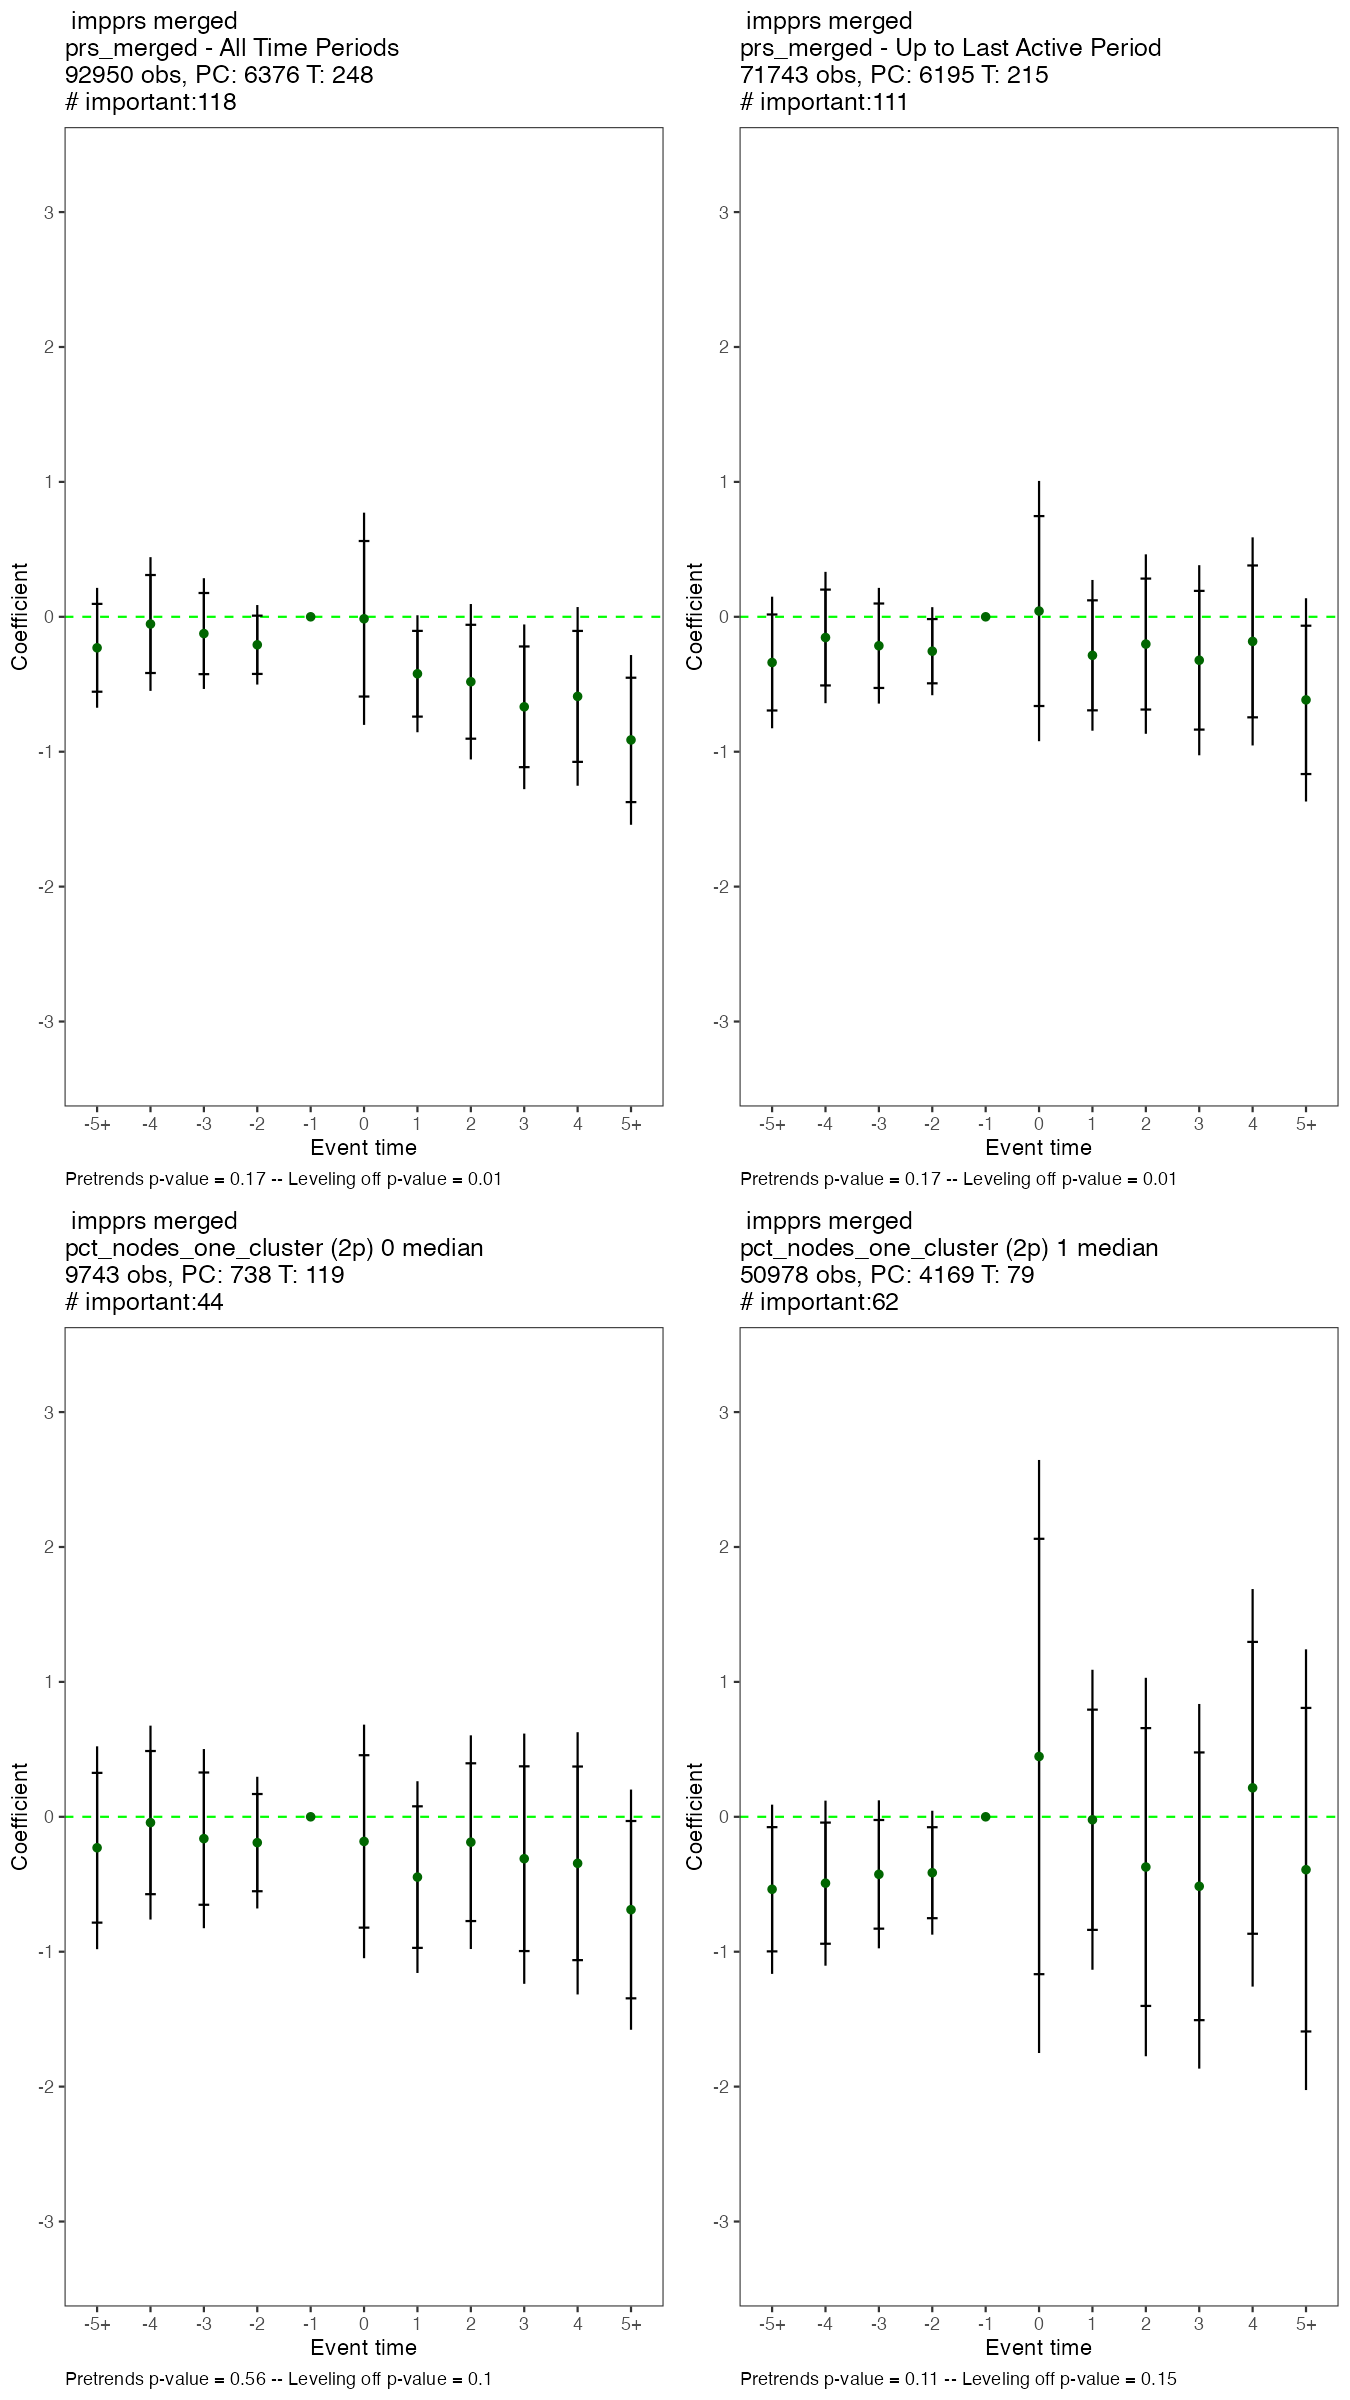 impprs merged
prs_merged - All Time Periods
92950 obs, PC: 6376 T: 248
# important:118
3
2
1
0
-1
-2
-3
Coefficient
-5+ -4 -3 -2 -1 0 1 2 3 4 5+
Event time
Pretrends p-value = 0.17 -- Leveling off p-value = 0.01
impprs merged
prs_merged - Up to Last Active Period
71743 obs, PC: 6195 T: 215
# important:111
3
2
1
0
-1
-2
-3
Coefficient
-5+ -4 -3 -2 -1 0 1 2 3 4 5+
Event time
Pretrends p-value = 0.17 -- Leveling off p-value = 0.01
impprs merged
pct_nodes_one_cluster (2p) 0 median
9743 obs, PC: 738 T: 119
# important:44
3
2
1
0
-1
-2
-3
Coefficient
-5+ -4 -3 -2 -1 0 1 2 3 4 5+
Event time
Pretrends p-value = 0.56 -- Leveling off p-value = 0.1
impprs merged
pct_nodes_one_cluster (2p) 1 median
50978 obs, PC: 4169 T: 79
# important:62
3
2
1
0
-1
-2
-3
Coefficient
-5+ -4 -3 -2 -1 0 1 2 3 4 5+
Event time
Pretrends p-value = 0.11 -- Leveling off p-value = 0.15